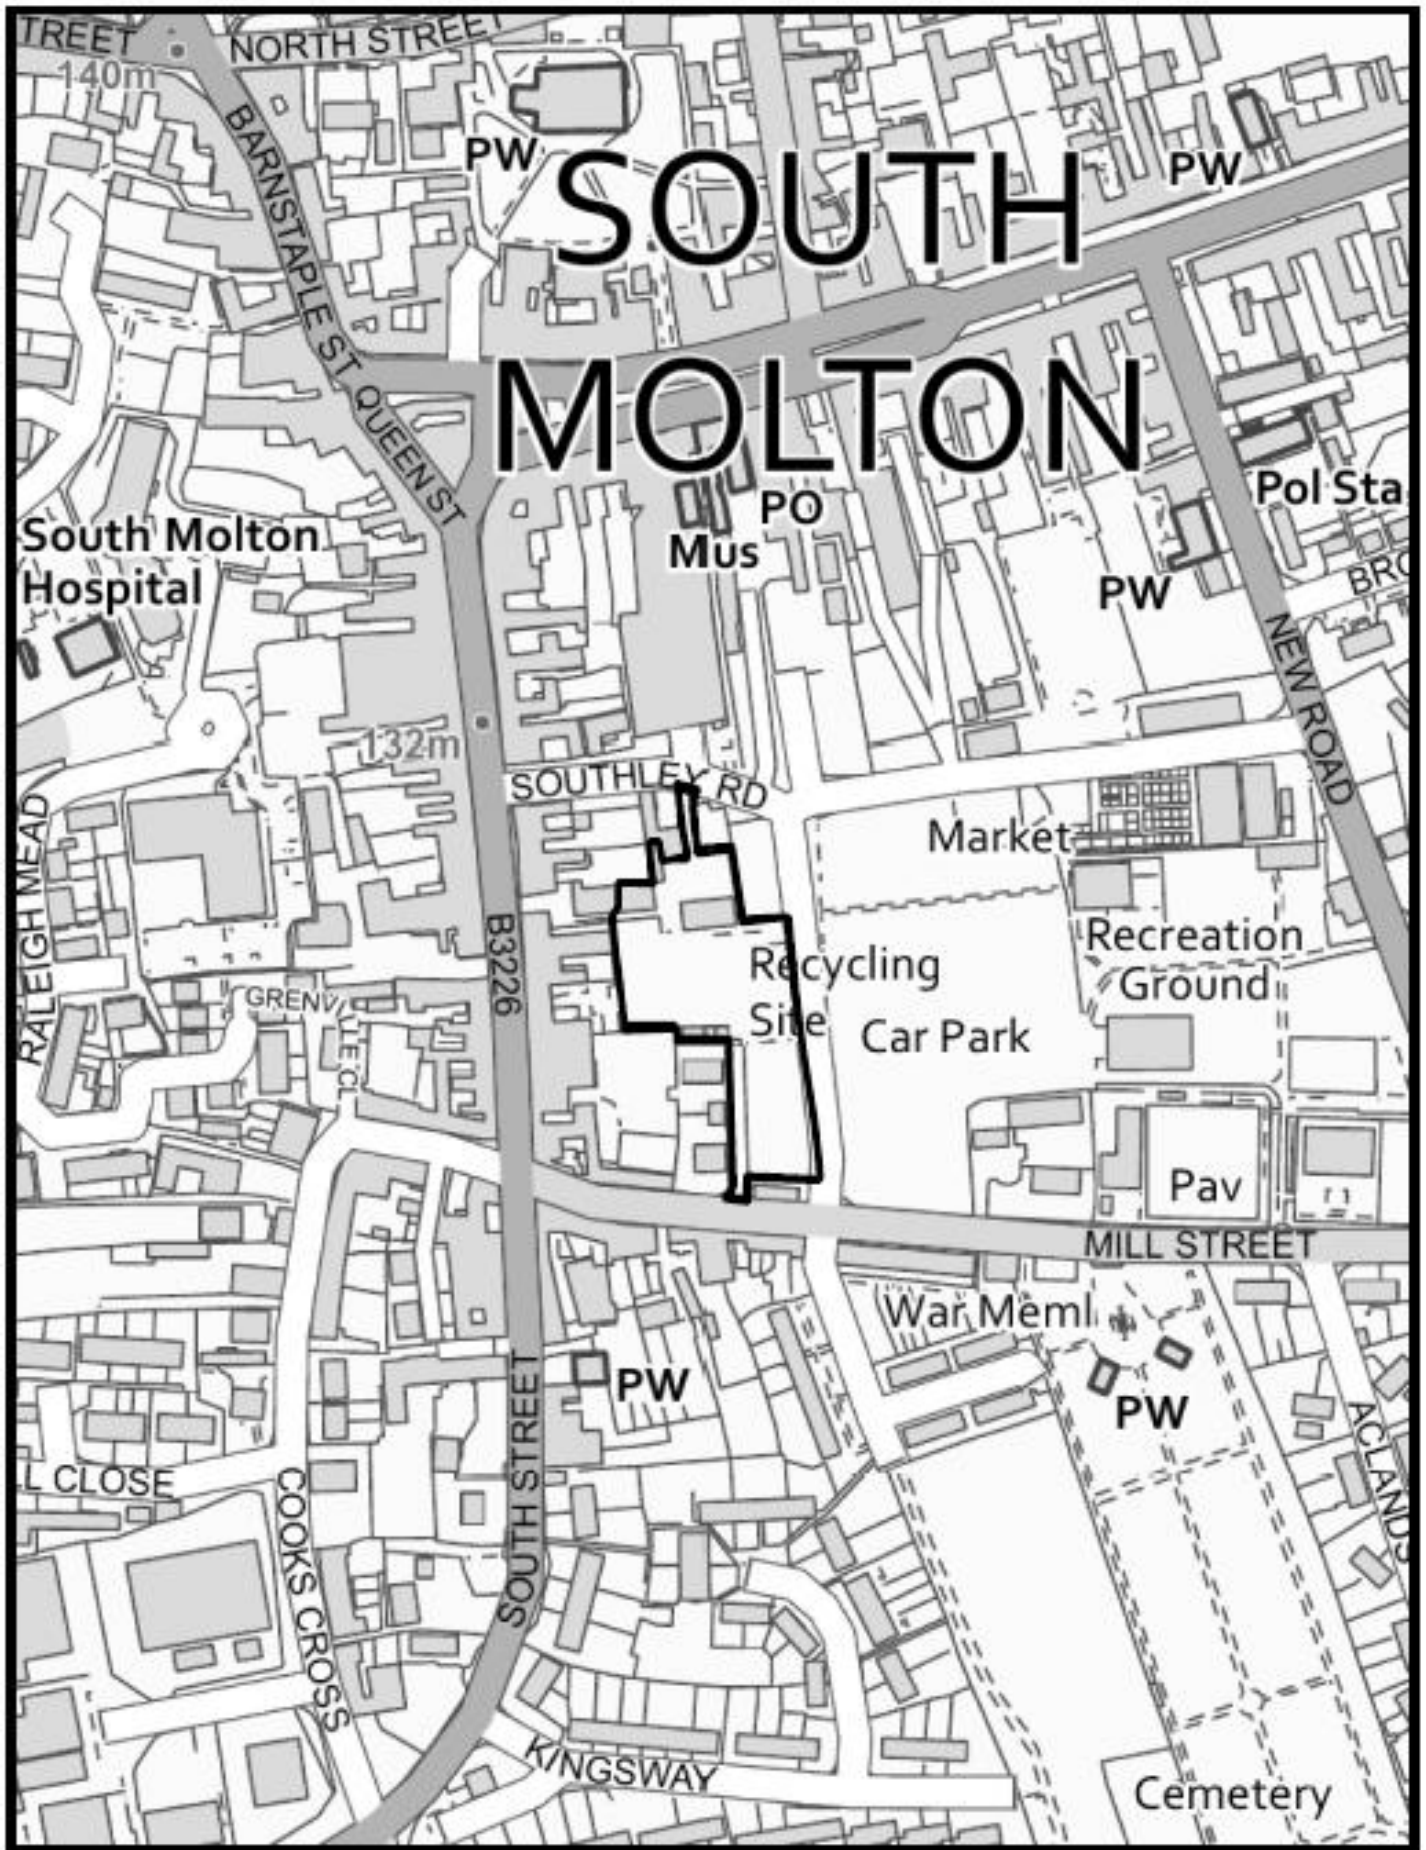 TREET
NORTH STREET
140m
BARNSTAPLE ST
PW
SOUTH
PW
MOLTON
QUEEN ST
South Molton
Hospital
PO
Mus
Pol Sta
PW
BRO
NEW ROAD
132m
SOUTHLEY RD
RALEIGH MEAD
Market
B3226
Recycling
Site
Recreation
Ground
GRENVILLE CL
Car Park
Pav
MILL STREET
War Meml
PW
PW
SOUTH STREET
ACLANDS
L CLOSE
COOKS CROSS
KINGSWAY
Cemetery